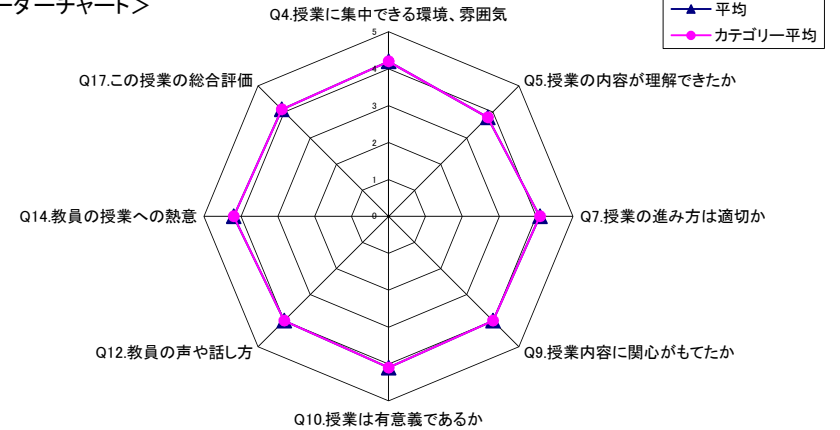 ーダーチャート＞
平均
カテゴリー平均
Q4.授業に集中できる環境、雰囲気
Q17.この授業の総合評価
Q5.授業の内容が理解できたか
Q14.教員の授業への熱意
Q7.授業の進み方は適切か
Q12.教員の声や話し方
Q9.授業内容に関心がもてたか
Q10.授業は有意義であるか
5
4
3
2
1
0